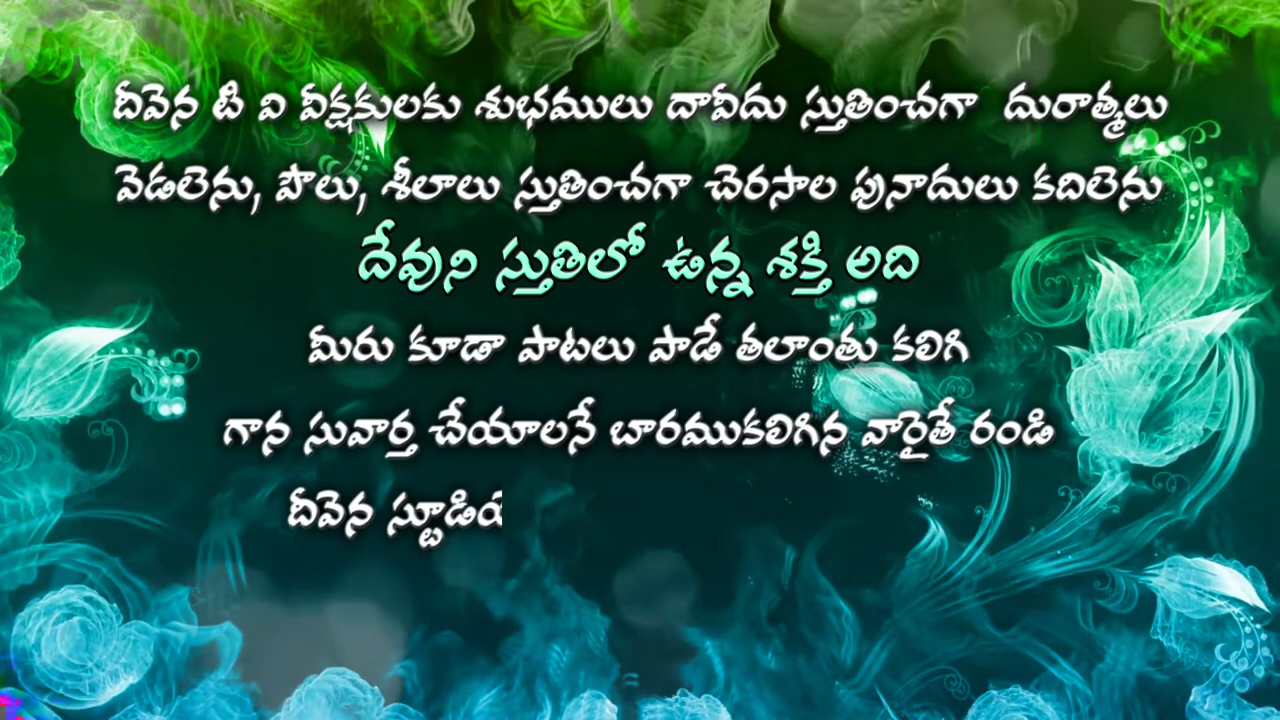 దీవెన టి వి వీక్షకులకు శుభములు దావీదు స్తుతించగా దురాత్మలు
వెడలెను, పౌలు, శీలాలు స్తుతించగా చెరసాల పునాదులు కదిలెను
దేవుని స్తుతిలో ఉన్న శక్తి అది
మీరు కూడా పాటలు పాడే తలాంతు కలిగి
గాన సువార్త చేయాలనే బారముకలిగిన వారైతే రండి
దీవెన